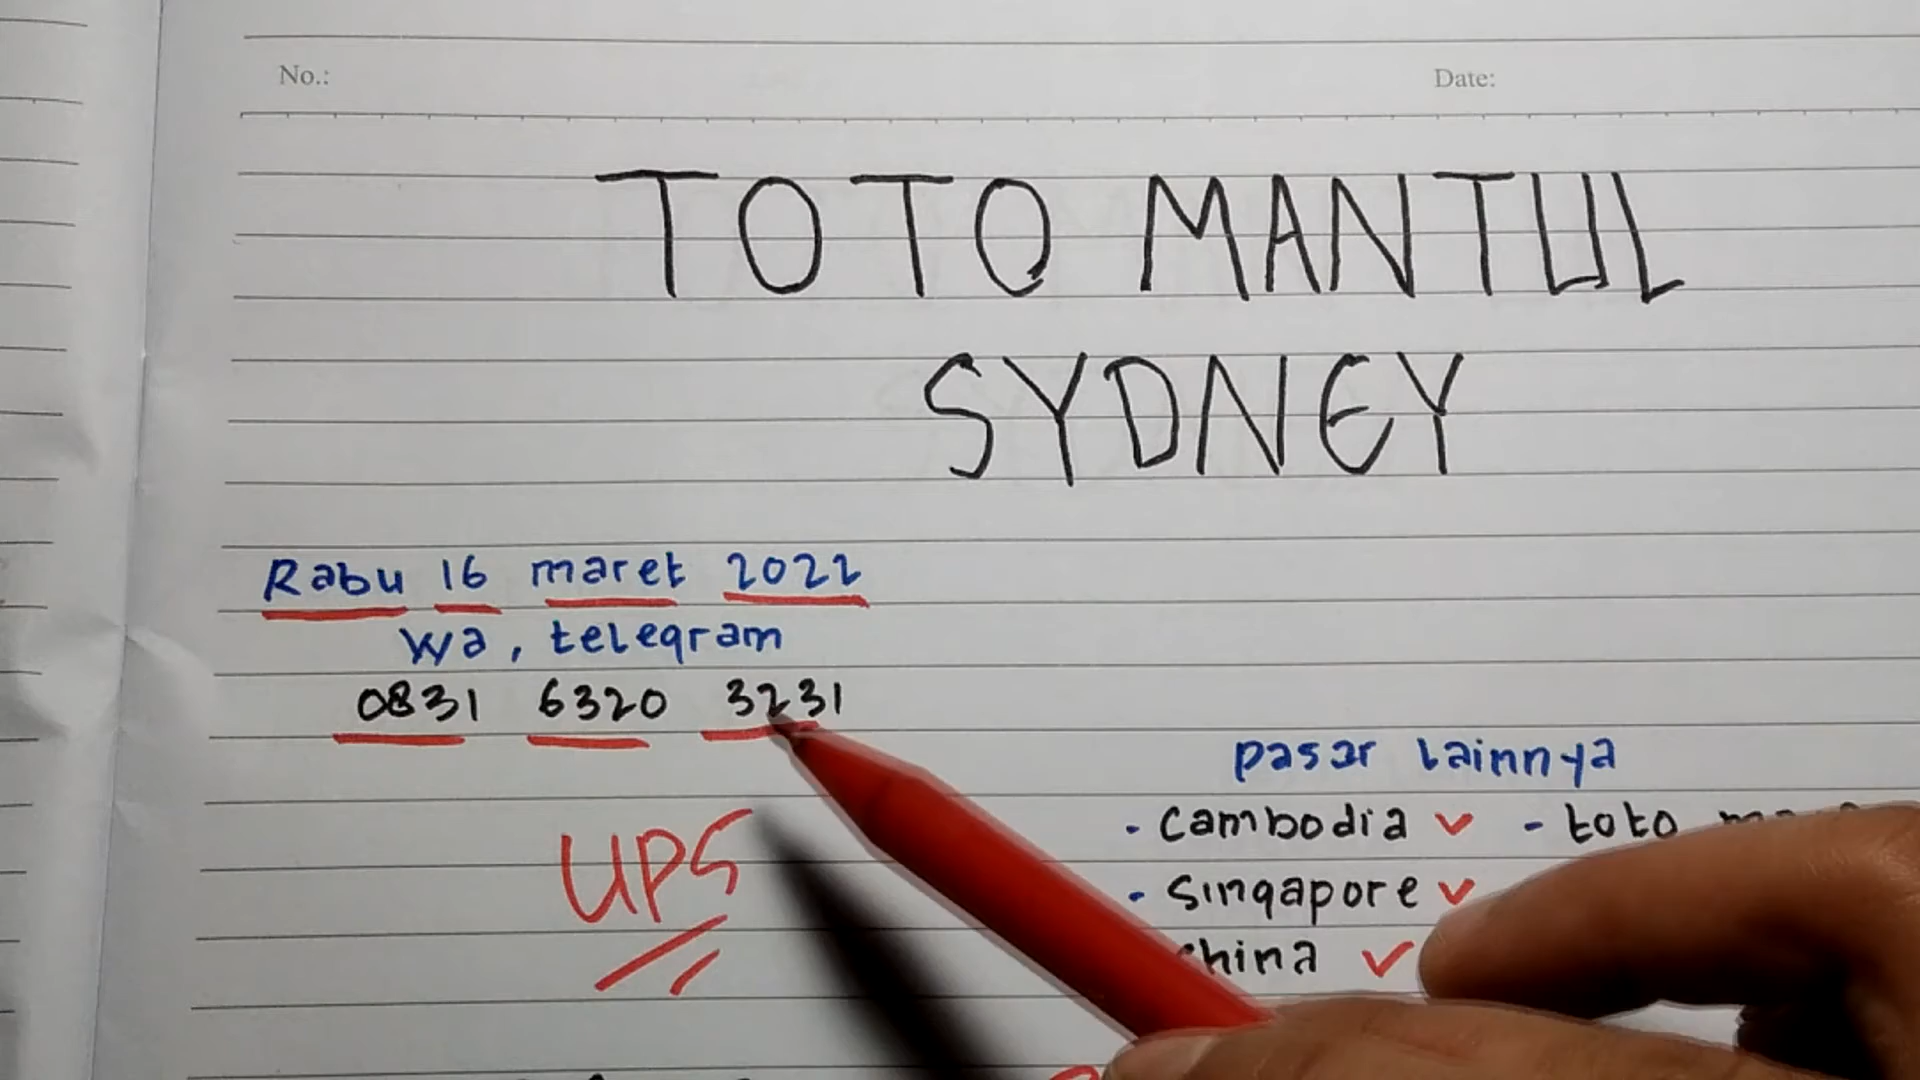 No.:
Date:
TOTO MANTUL
SYDNEY
Rabu 16 maret 2022
Wa, telegram
0831 6320 3231
UPS
pasar lainnya
- Cambodia ✓ - toto
- Singapore ✓
china ✓